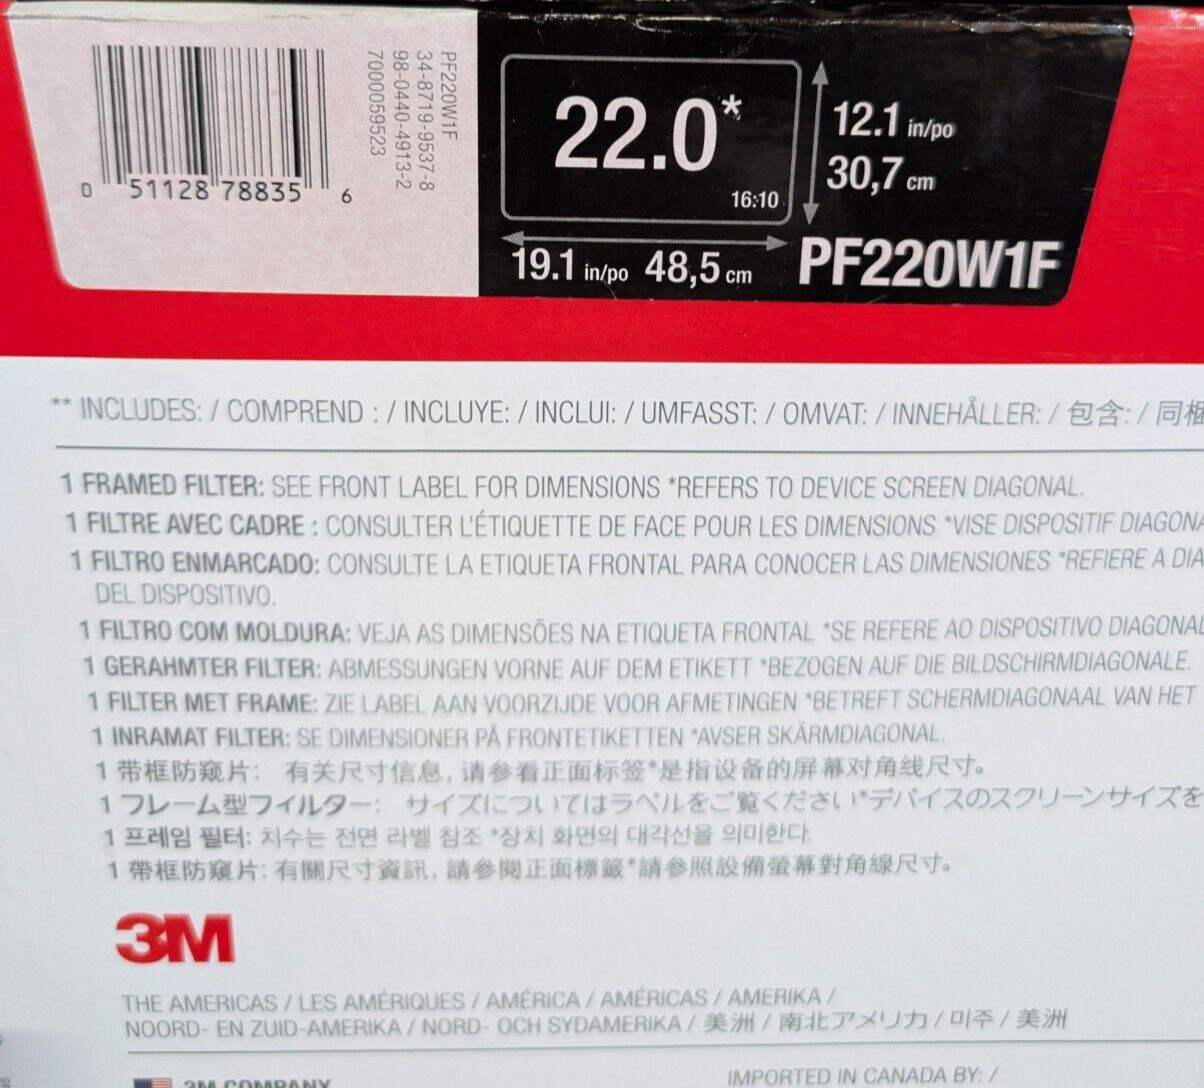 0 51128 78835 6
PF220W1F
34-8719-9537-8
98-0440-4913-2
7000059523
22.0*
16:10
12.1 in/po
30,7 cm
19.1 in/po 48,5 cm
PF220W1F
** INCLUDES: / COMPREND : / INCLUYE: / INCLUI: / UMFASST: / OMVAT: / INNEHÅLLER: / 包含: / 同梱
1 FRAMED FILTER: SEE FRONT LABEL FOR DIMENSIONS *REFERS TO DEVICE SCREEN DIAGONAL.
1 FILTRE AVEC CADRE : CONSULTER L'ÉTIQUETTE DE FACE POUR LES DIMENSIONS *VISE DISPOSITIF DIAGONA
1 FILTRO ENMARCADO: CONSULTE LA ETIQUETA FRONTAL PARA CONOCER LAS DIMENSIONES *REFIERE A DIA
DEL DISPOSITIVO.
1 FILTRO COM MOLDURA: VEJA AS DIMENSÕES NA ETIQUETA FRONTAL *SE REFERE AO DISPOSITIVO DIAGONAL
1 GERAHMTER FILTER: ABMESSUNGEN VORNE AUF DEM ETIKETT *BEZOGEN AUF DIE BILDSCHIRMDIAGONALE.
1 FILTER MET FRAME: ZIE LABEL AAN VOORZIJDE VOOR AFMETINGEN *BETREFT SCHERMDIAGONAAL VAN HET
1 INRAMAT FILTER: SE DIMENSIONER PÅ FRONTETIKETTEN *AVSER SKÄRMDIAGONAL.
1 带框防窥片： 有关尺寸信息，请参看正面标签*是指设备的屏幕对角线尺寸。
1 フレーム型フィルター： サイズについてはラベルをご覧ください*デバイスのスクリーンサイズを
1 프레임 필터: 치수는 전면 라벨 참조 *장치 화면의 대각선을 의미한다.
1 帶框防窺片: 有關尺寸資訊，請參閱正面標籤*請參照設備螢幕對角線尺寸。
3M
THE AMERICAS / LES AMÉRIQUES / AMÉRICA / AMÉRICAS / AMERIKA /
NOORD- EN ZUID-AMERIKA / NORD- OCH SYDAMERIKA / 美洲 / 南北アメリカ / 미주 / 美洲
3M COMPANY
IMPORTED IN CANADA BY: /